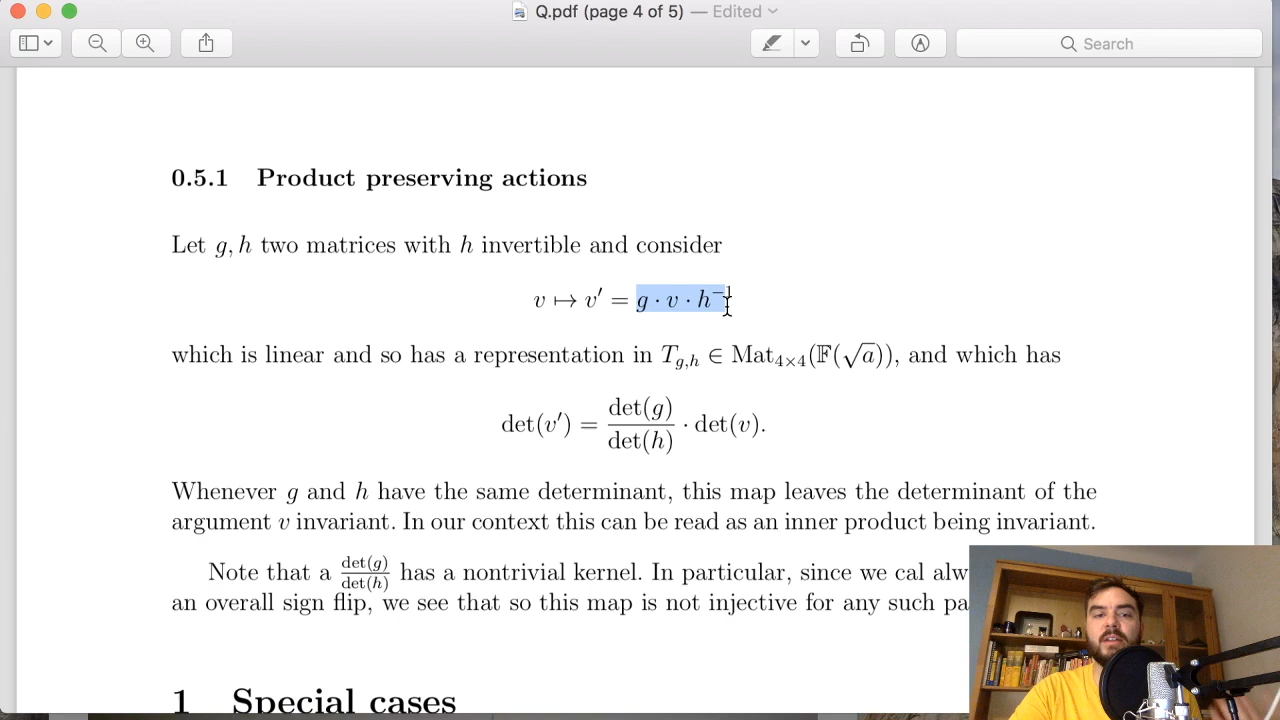 Q.pdf (page 4 of 5) — Edited
Search
0.5.1 Product preserving actions
Let g, h two matrices with h invertible and consider
v ↦ v′ = g · v · h⁻¹
which is linear and so has a representation in T_{g,h} ∈ Mat_{4×4}(𝔽(√a)), and which has
det(v′) = det(g)/det(h) · det(v).
Whenever g and h have the same determinant, this map leaves the determinant of the
argument v invariant. In our context this can be read as an inner product being invariant.
Note that a det(g)/det(h) has a nontrivial kernel. In particular, since we cal
an overall sign flip, we see that so this map is not injective for any such
1 Special cases